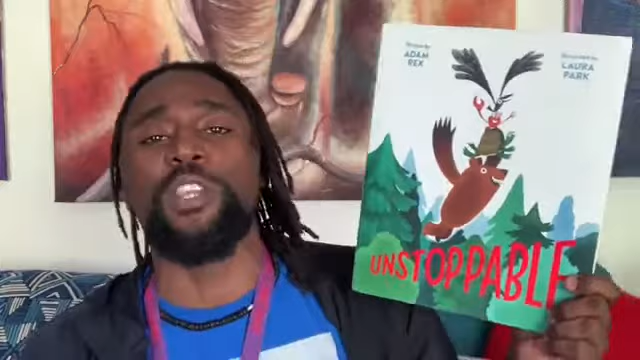 Written by
ADAM
REX
Illustrated by
LAURA
PARK
UNSTOPPABLE